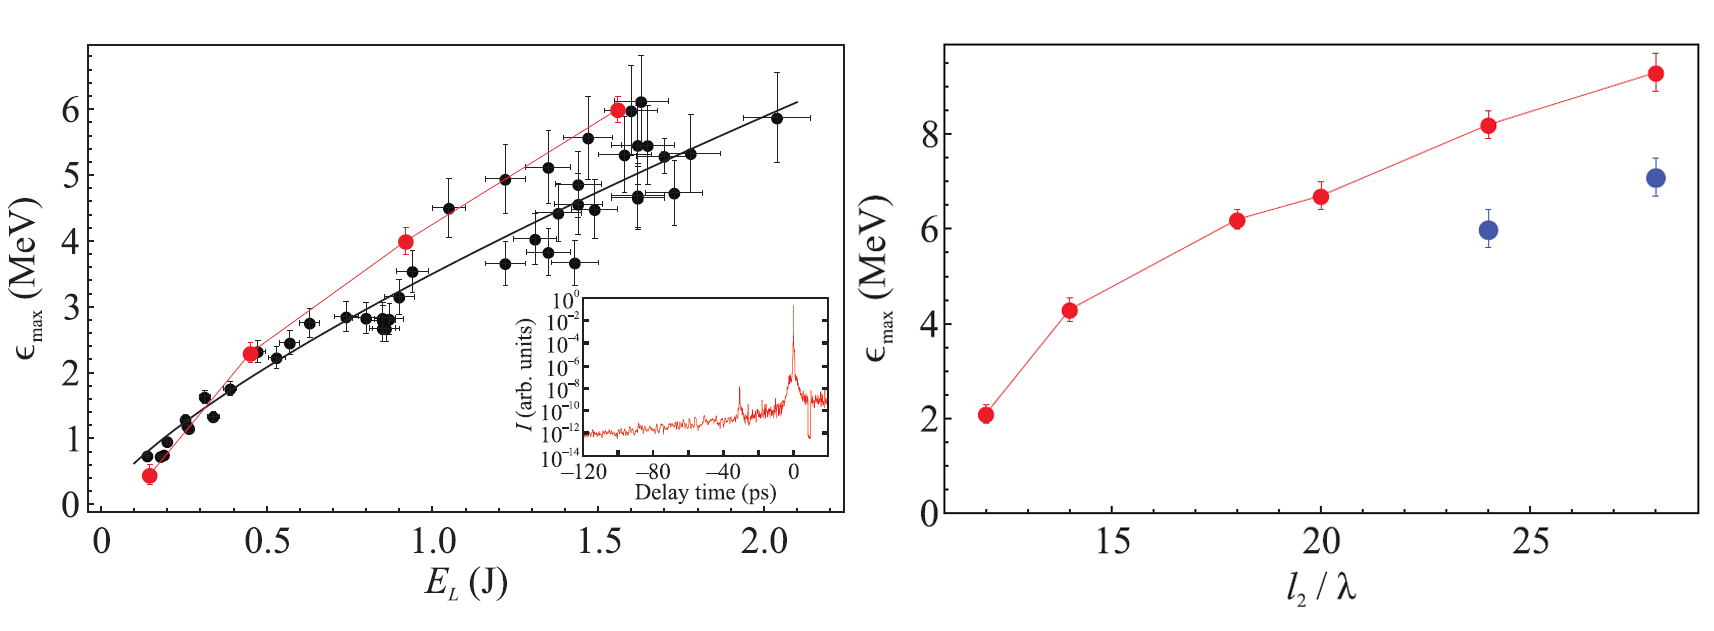 ϵmax (MeV)
6
5
4
3
2
1
0
0 0.5 1.0 1.5 2.0
EL (J)
I (arb. units)
10^0
10^–2
10^–4
10^–6
10^–8
10^–10
10^–12
10^–14
–120 –80 –40 0
Delay time (ps)
ϵmax (MeV)
8
6
4
2
0
15 20 25
l2 / λ